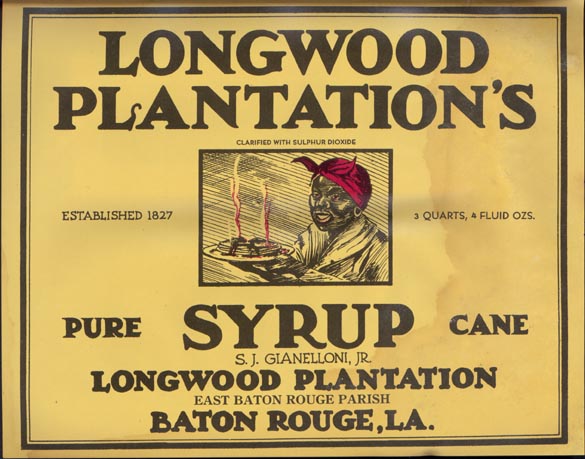 LONGWOOD
PLANTATION'S
CLARIFIED WITH SULPHUR DIOXIDE
ESTABLISHED 1827
3 QUARTS, 4 FLUID OZS.
PURE SYRUP CANE
S. J. GIANELLONI, JR.
LONGWOOD PLANTATION
EAST BATON ROUGE PARISH
BATON ROUGE, LA.